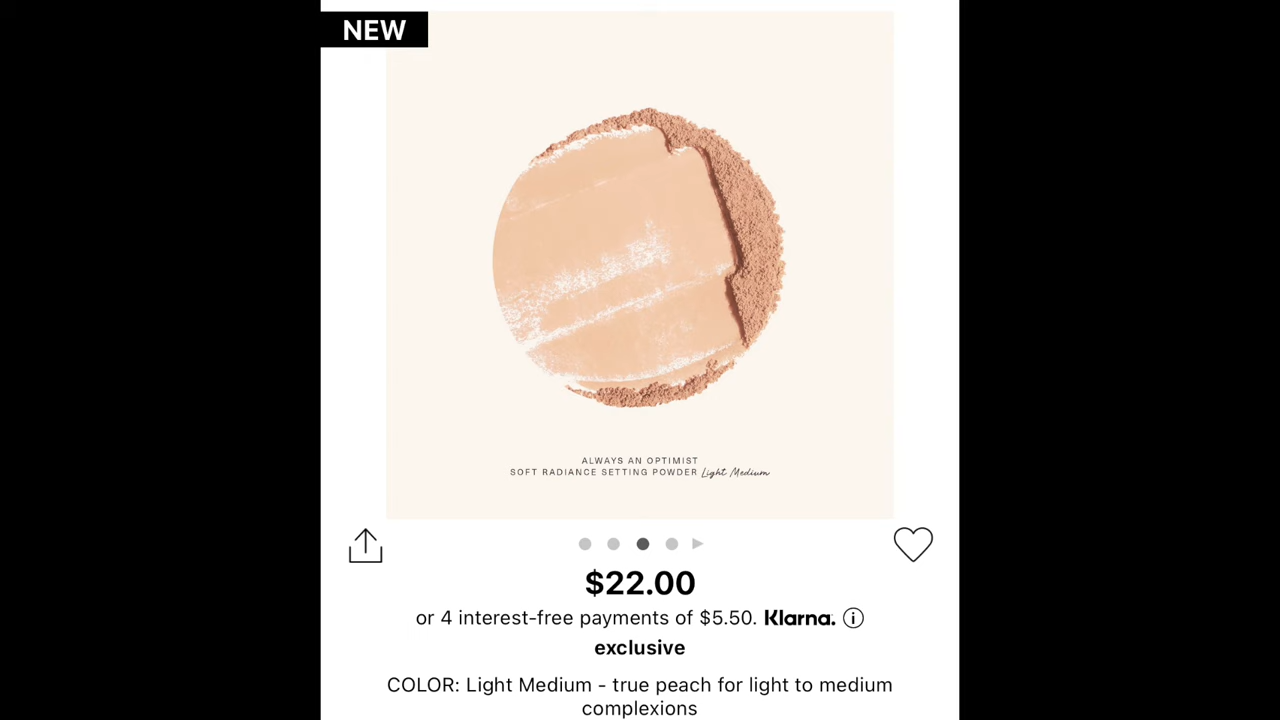 NEW
ALWAYS AN OPTIMIST
SOFT RADIANCE SETTING POWDER Light Medium
$22.00
or 4 interest-free payments of $5.50. Klarna.
exclusive
COLOR: Light Medium - true peach for light to medium
complexions